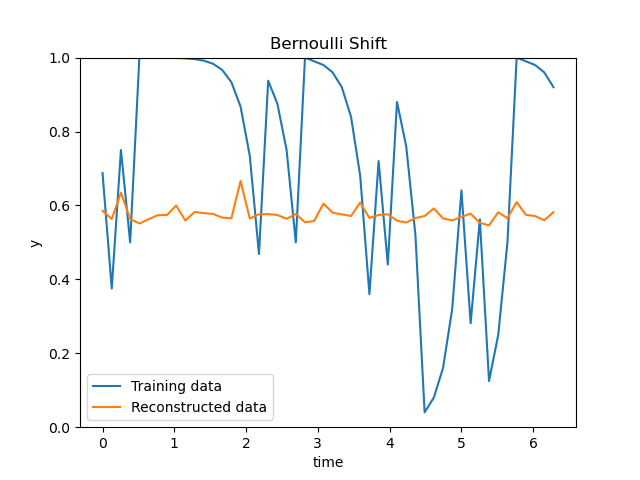 Bernoulli Shift
1.0
0.8
0.6
0.4
0.2
0.0
y
Training data
Reconstructed data
0 1 2 3 4 5 6
time